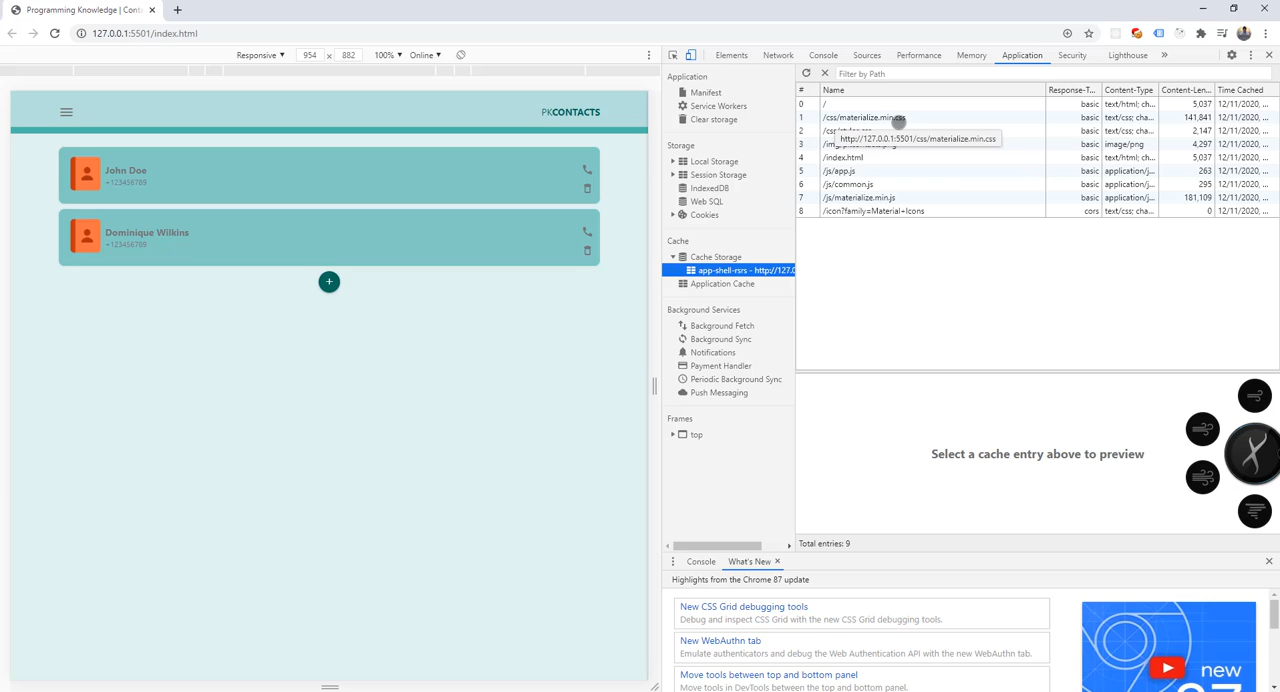 Programming Knowledge | Cont
127.0.0.1:5501/index.html
Responsive ▼ 954 x 882 100% ▼ Online ▼
Elements Network Console Sources Performance Memory Application Security Lighthouse »
PKCONTACTS
John Doe
+123456789
Dominique Wilkins
+123456789
+
Application
Manifest
Service Workers
Clear storage
Storage
Local Storage
Session Storage
IndexedDB
Web SQL
Cookies
Cache
Cache Storage
app-shell-rsrs - http://127.0
Application Cache
Background Services
Background Fetch
Background Sync
Notifications
Payment Handler
Periodic Background Sync
Push Messaging
Frames
top
Filter by Path
# Name Response-T... Content-Type Content-Len... Time Cached
0 / basic text/html; ch... 5,037 12/11/2020, ...
1 /css/materialize.min.css basic text/css; cha... 141,841 12/11/2020, ...
2 basic text/css; cha... 2,147 12/11/2020, ...
http://127.0.0.1:5501/css/materialize.min.css
3 basic image/png 4,297 12/11/2020, ...
4 /index.html basic text/html; ch... 5,037 12/11/2020, ...
5 /js/app.js basic application/j... 263 12/11/2020, ...
6 /js/common.js basic application/j... 295 12/11/2020, ...
7 /js/materialize.min.js basic application/j... 181,109 12/11/2020, ...
8 /icon?family=Material+Icons cors text/css; cha... 0 12/11/2020, ...
Select a cache entry above to preview
Total entries: 9
Console What's New
Highlights from the Chrome 87 update
New CSS Grid debugging tools
Debug and inspect CSS Grid with the new CSS Grid debugging tools.
New WebAuthn tab
Emulate authenticators and debug the Web Authentication API with the new WebAuthn tab.
Move tools between top and bottom panel
Move tools in DevTools between the top and bottom panel.
new